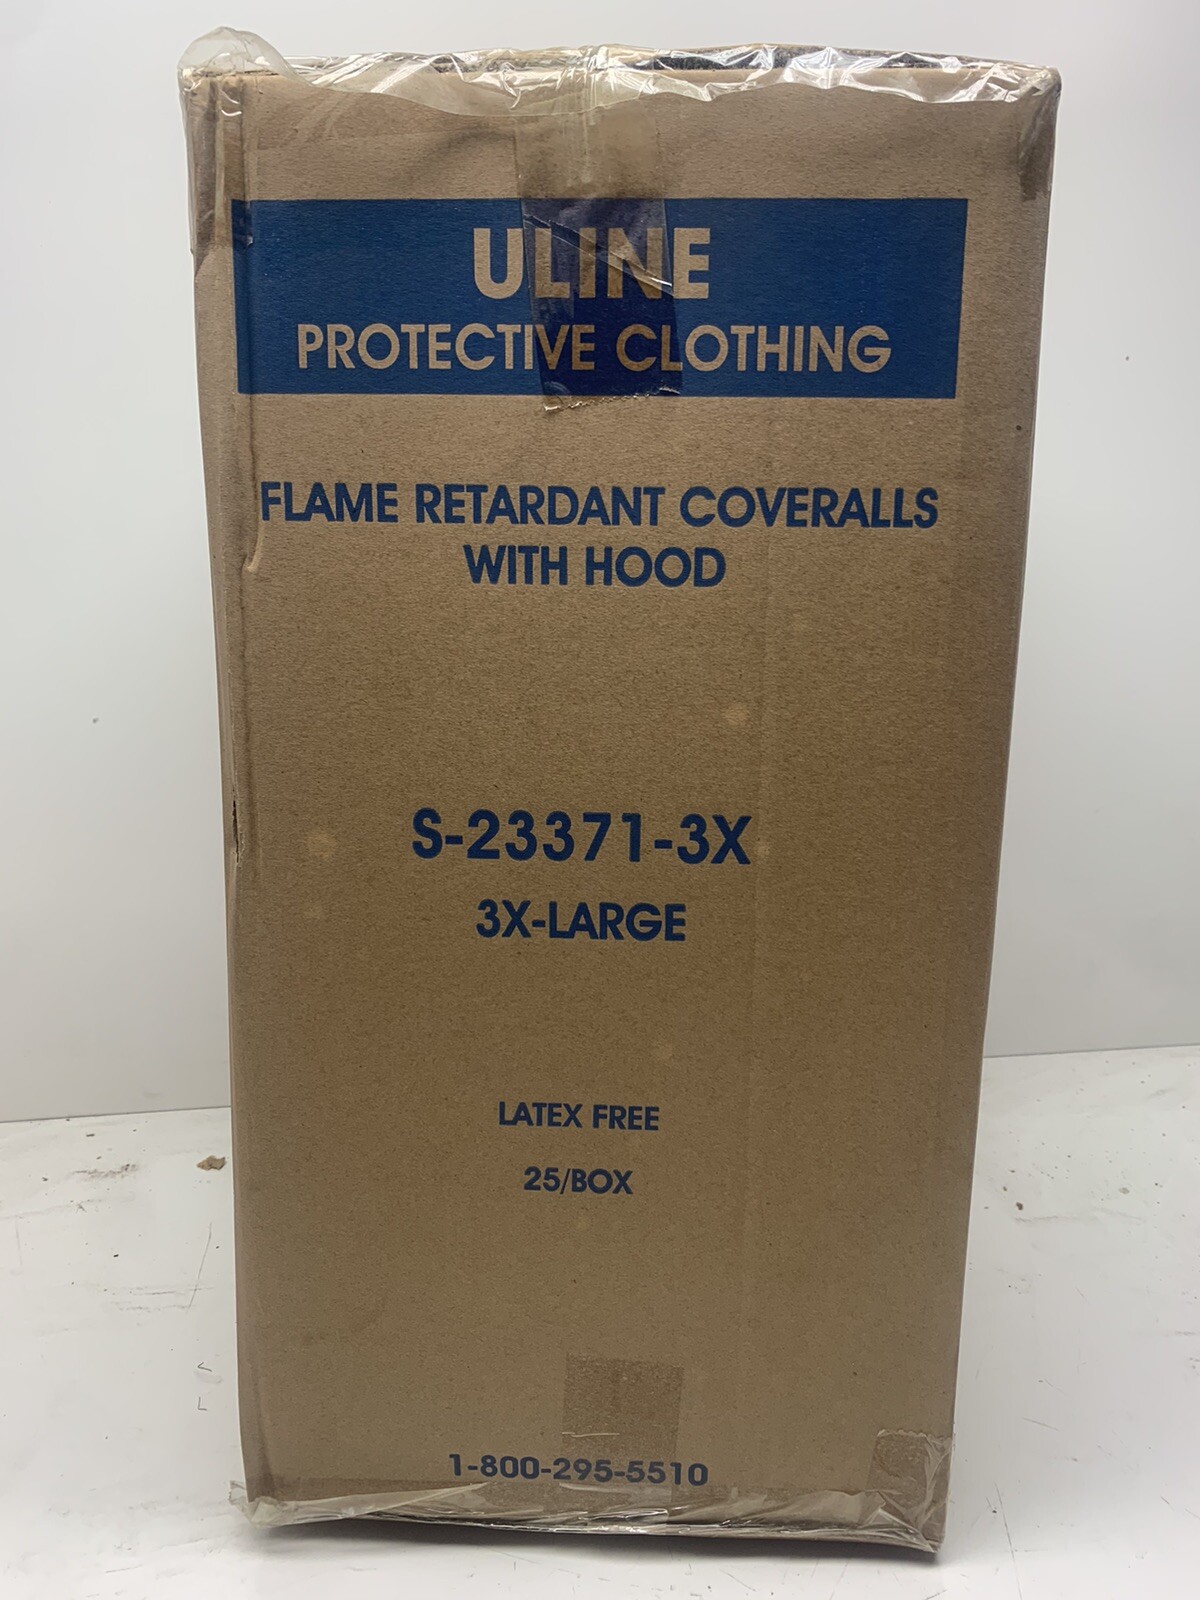 ULINE
PROTECTIVE CLOTHING
FLAME RETARDANT COVERALLS
WITH HOOD
S-23371-3X
3X-LARGE
LATEX FREE
25/BOX
1-800-295-5510